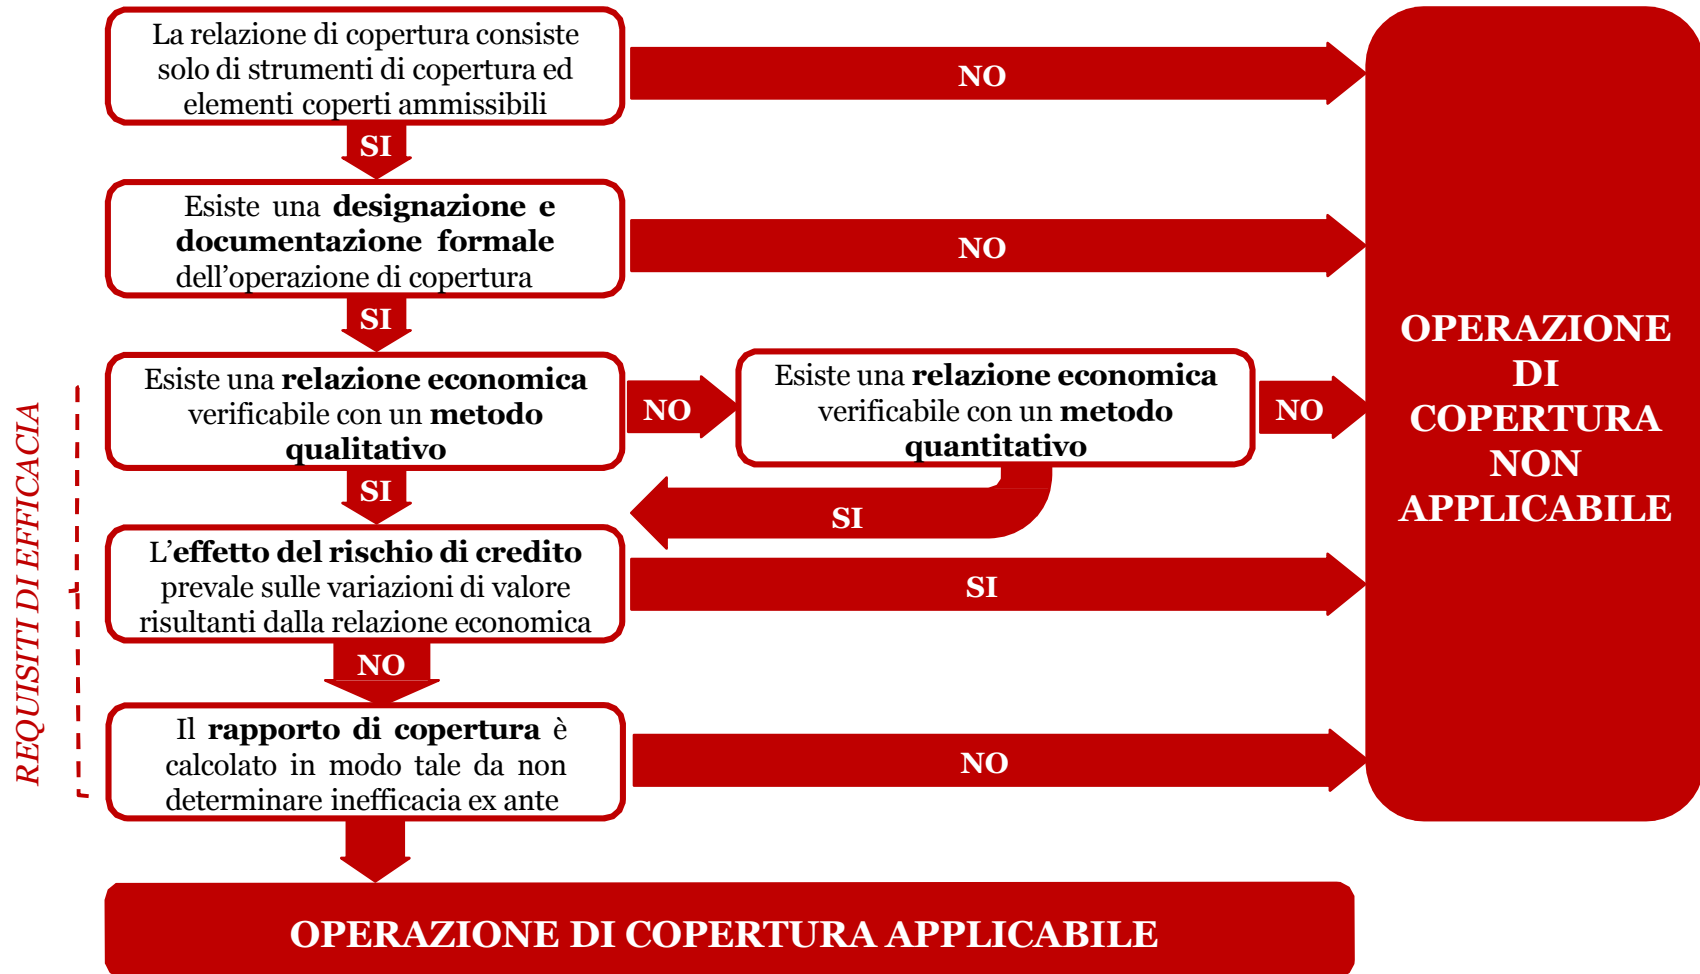 La relazione di copertura consiste
solo di strumenti di copertura ed
elementi coperti ammissibili
NO
SI
Esiste una designazione e
documentazione formale
dell’operazione di copertura
NO
SI
Esiste una relazione economica
verificabile con un metodo
qualitativo
NO
Esiste una relazione economica
verificabile con un metodo
quantitativo
NO
SI
SI
L’effetto del rischio di credito
prevale sulle variazioni di valore
risultanti dalla relazione economica
SI
NO
Il rapporto di copertura è
calcolato in modo tale da non
determinare inefficacia ex ante
NO
REQUISITI DI EFFICACIA
OPERAZIONE
DI
COPERTURA
NON
APPLICABILE
OPERAZIONE DI COPERTURA APPLICABILE